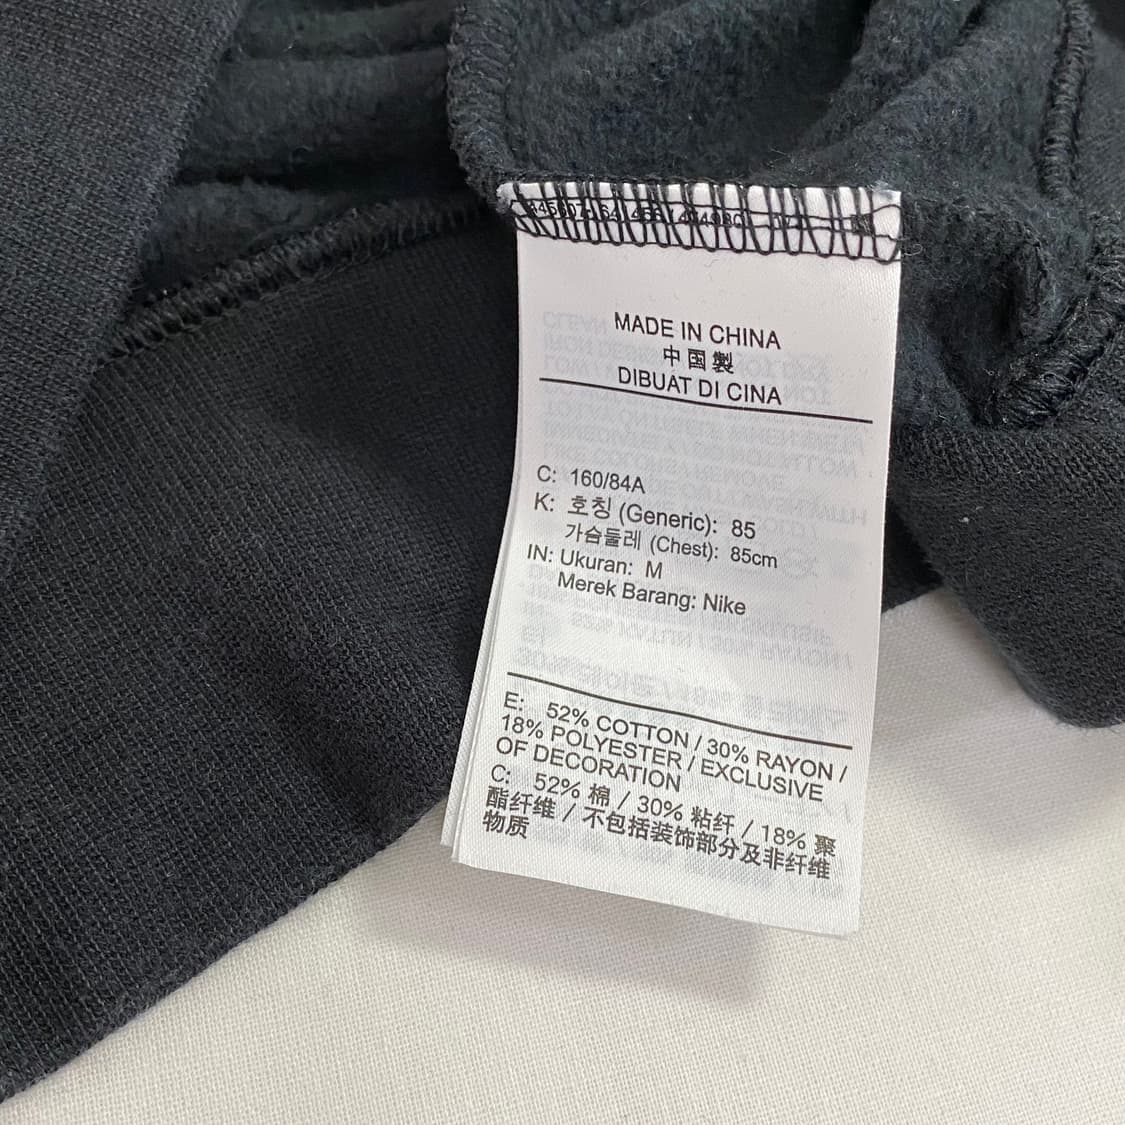 MADE IN CHINA
中国製
DIBUAT DI CINA
C: 160/84A
K: 호칭 (Generic): 85
가슴둘레 (Chest): 85cm
IN: Ukuran: M
Merek Barang: Nike
E: 52% COTTON / 30% RAYON /
18% POLYESTER / EXCLUSIVE
OF DECORATION
C: 52% 棉 / 30% 粘纤 / 18% 聚
酯纤维 / 不包括装饰部分及非纤维
物质